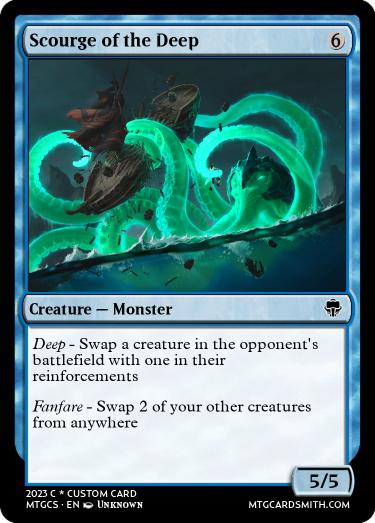 Scourge of the Deep 6
Creature — Monster
Deep - Swap a creature in the opponent's
battlefield with one in their
reinforcements
Fanfare - Swap 2 of your other creatures
from anywhere
5/5
2023 C * CUSTOM CARD
MTGCS · EN Unknown
MTGCARDSMITH.COM